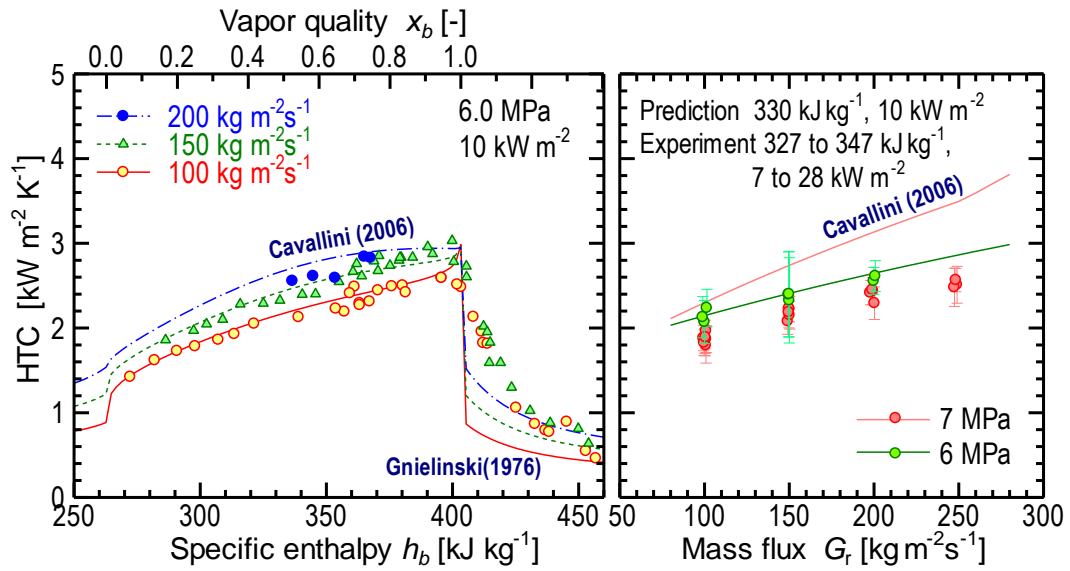 Vapor quality x_b [-]
0.0 0.2 0.4 0.6 0.8 1.0
5
4
3
2
1
0
HTC [kW m⁻² K⁻¹]
200 kg m⁻²s⁻¹
150 kg m⁻²s⁻¹
100 kg m⁻²s⁻¹
6.0 MPa
10 kW m⁻²
Cavallini (2006)
Gnielinski(1976)
250 300 350 400 450
Specific enthalpy h_b [kJ kg⁻¹]
Prediction 330 kJ kg⁻¹, 10 kW m⁻²
Experiment 327 to 347 kJ kg⁻¹,
7 to 28 kW m⁻²
Cavallini (2006)
7 MPa
6 MPa
50 100 150 200 250 300
Mass flux G_r [kg m⁻²s⁻¹]